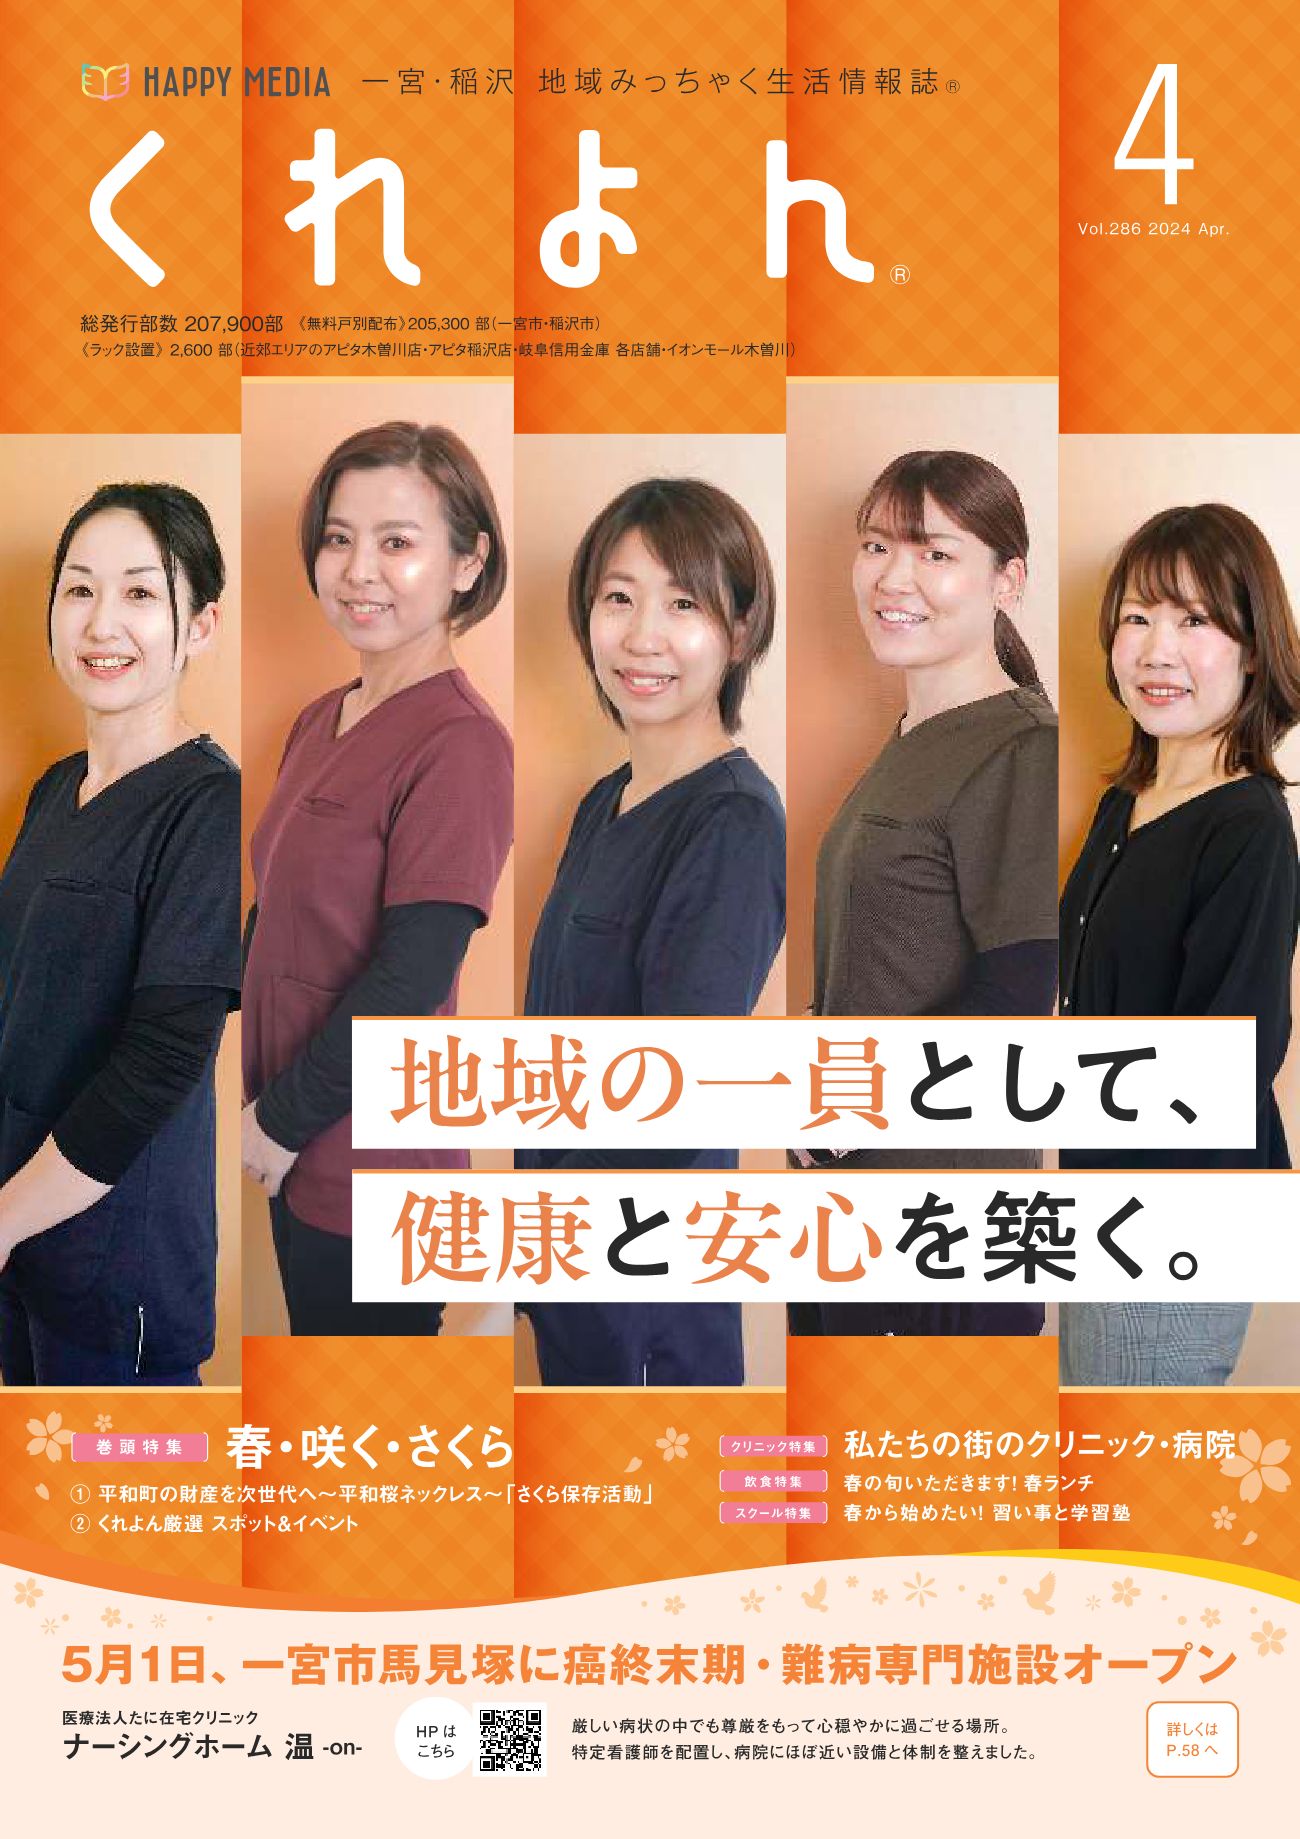 HAPPY MEDIA 一宮・稲沢 地域みっちゃく生活情報誌®
くれよん®
4
Vol.286 2024 Apr.
総発行部数 207,900部 《無料戸別配布》205,300 部（一宮市・稲沢市）
《ラック設置》 2,600 部（近郊エリアのアピタ木曽川店・アピタ稲沢店・岐阜信用金庫 各店舗・イオンモール木曽川）
地域の一員として、
健康と安心を築く。
巻頭特集 春・咲く・さくら
① 平和町の財産を次世代へ～平和桜ネックレス～「さくら保存活動」
② くれよん厳選 スポット&イベント
クリニック特集 私たちの街のクリニック・病院
飲食特集 春の旬いただきます! 春ランチ
スクール特集 春から始めたい! 習い事と学習塾
5月1日、一宮市馬見塚に癌終末期・難病専門施設オープン
医療法人たに在宅クリニック
ナーシングホーム 温 -on-
HP は
こちら
厳しい病状の中でも尊厳をもって心穏やかに過ごせる場所。
特定看護師を配置し、病院にほぼ近い設備と体制を整えました。
詳しくは
P.58 へ